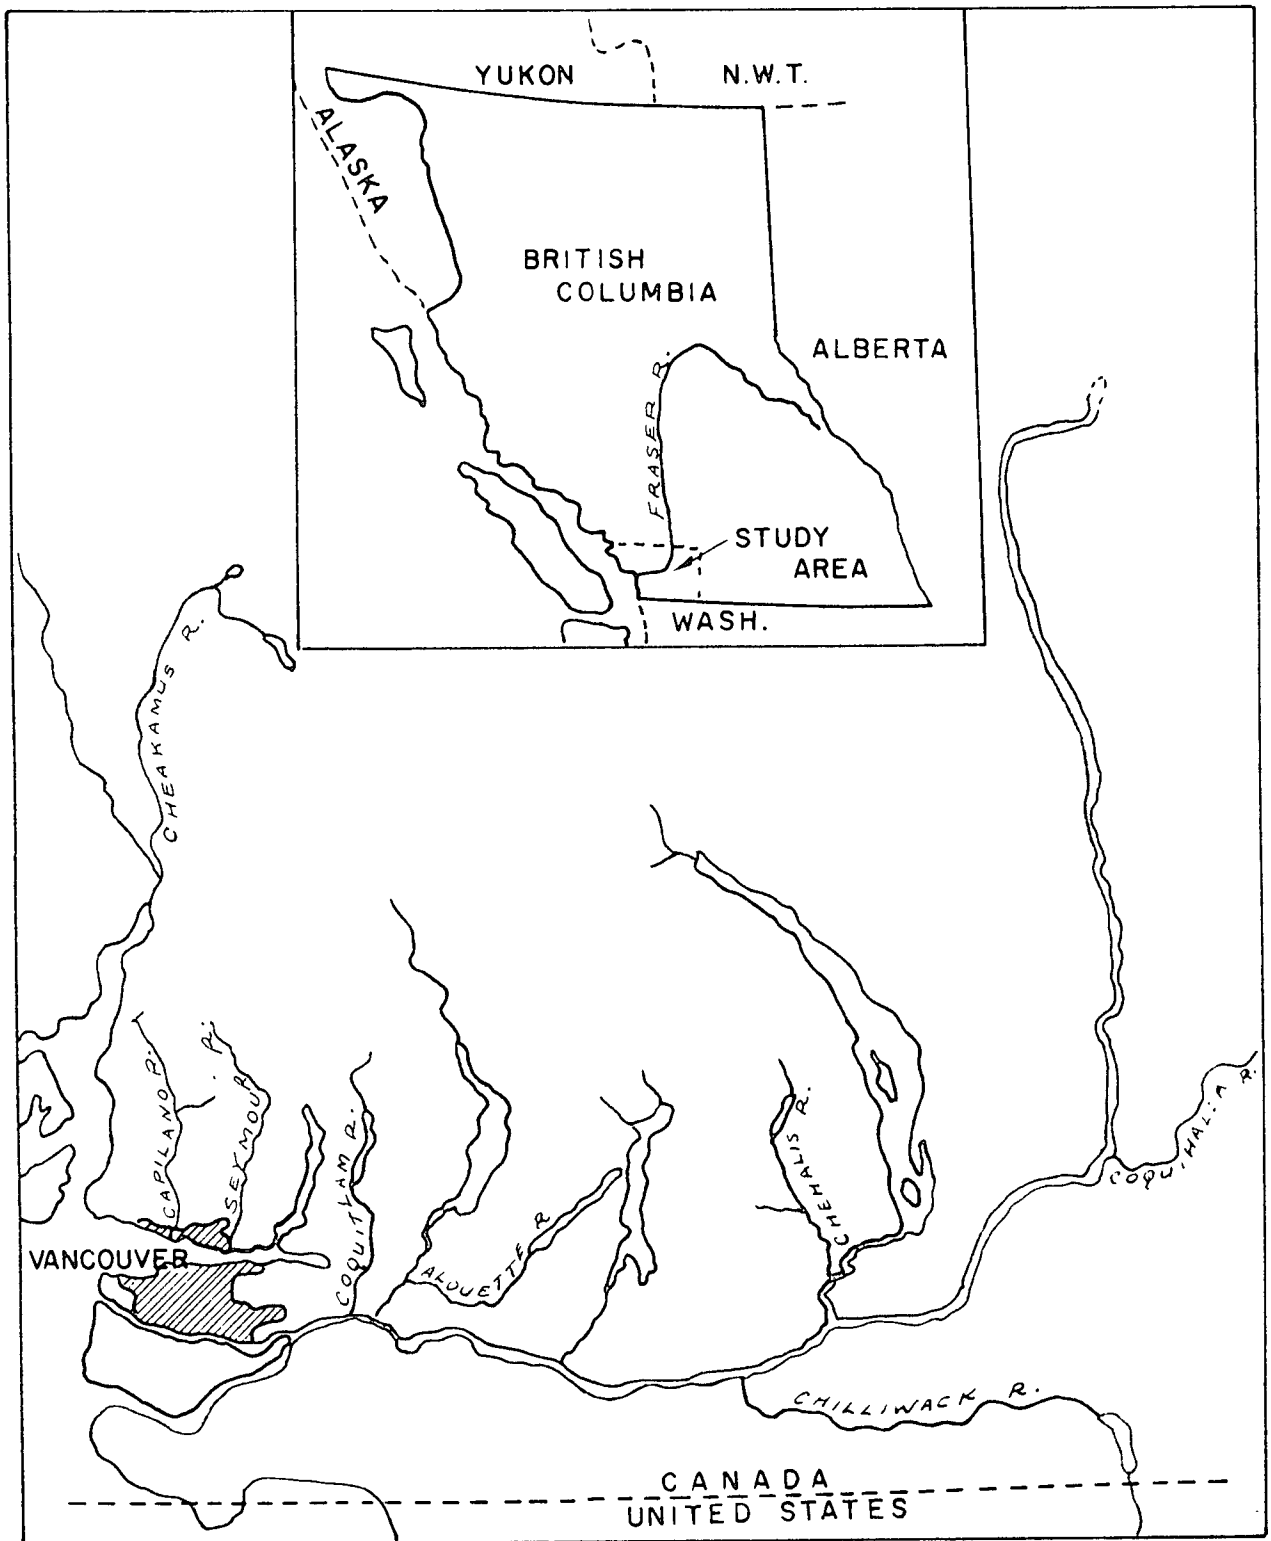 YUKON
N.W.T.
ALASKA
BRITISH
COLUMBIA
ALBERTA
FRASER R.
STUDY
AREA
WASH.
CHEAKAMUS R.
CAPILANO R.
SEYMOUR R.
COQUITLAM R.
ALOUETTE R
CHEHALIS R.
COQUIHALLA R.
VANCOUVER
CHILLIWACK R.
CANADA
UNITED STATES